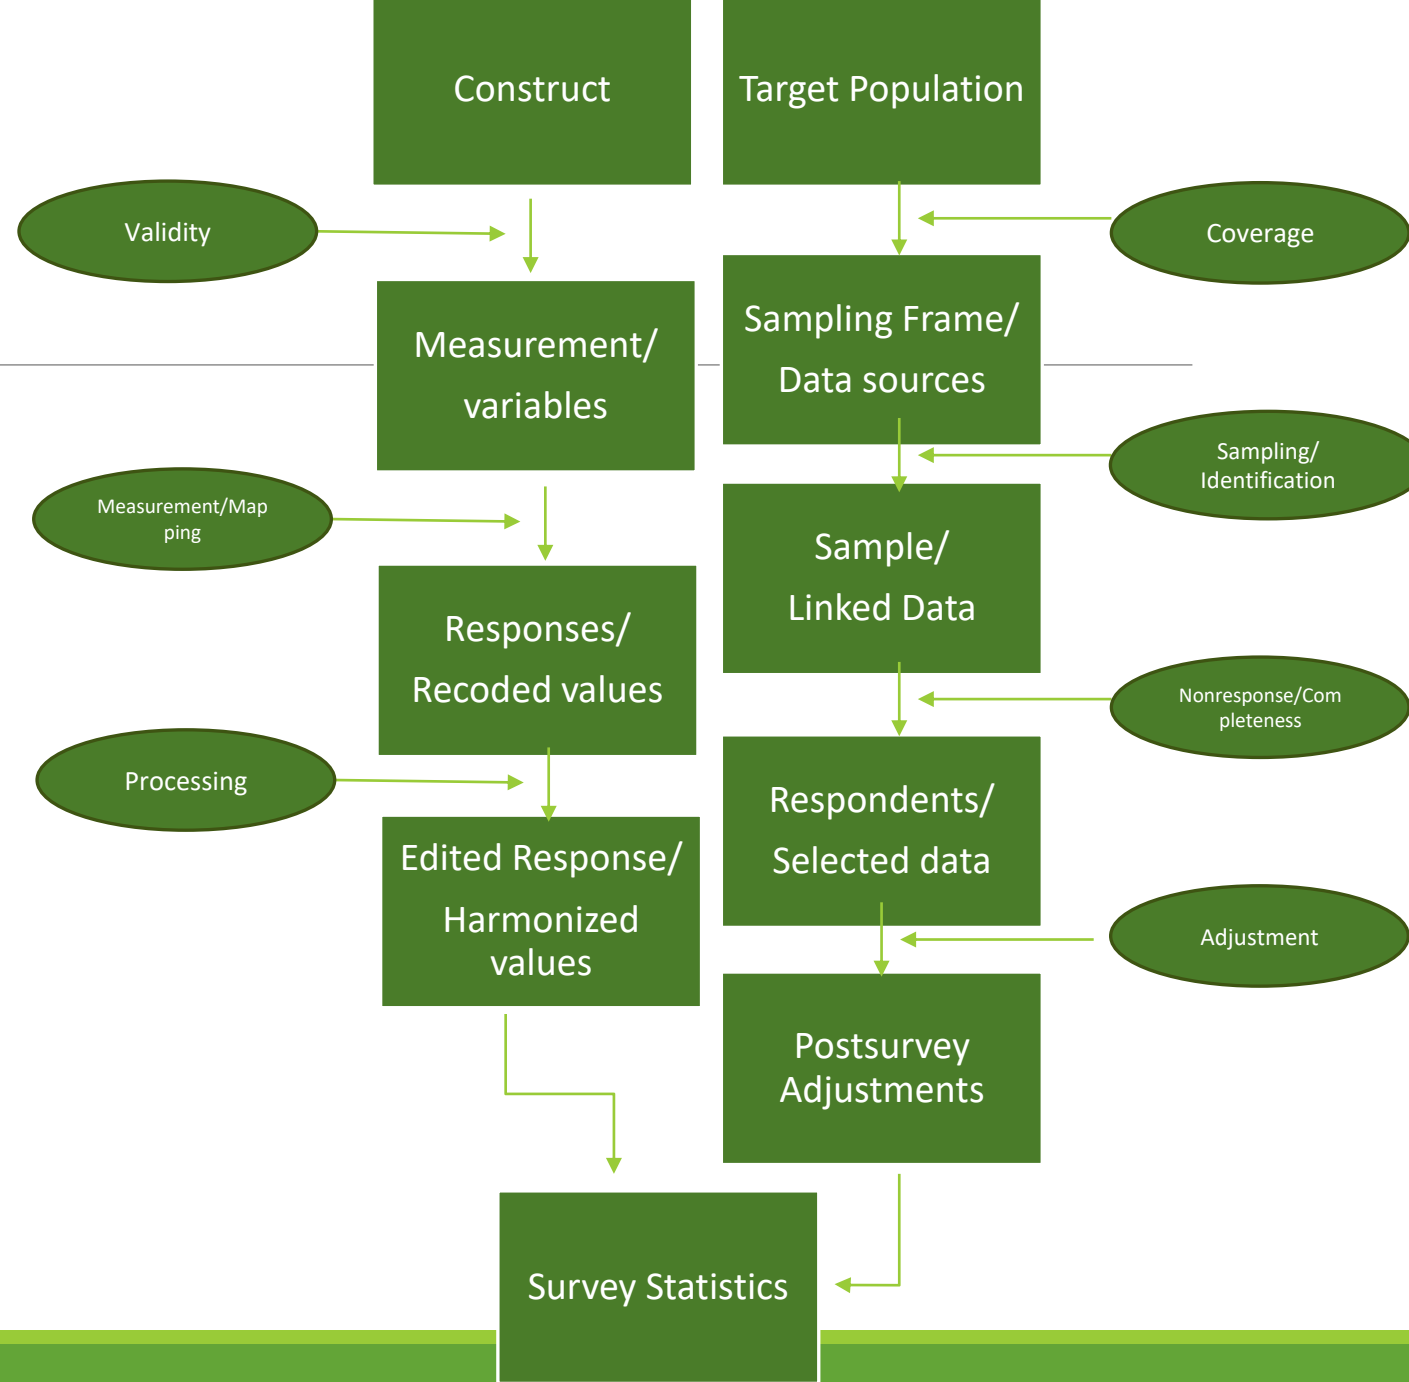 Construct
Target Population
Validity
Coverage
Measurement/
variables
Sampling Frame/
Data sources
Measurement/Map
ping
Sampling/
Identification
Responses/
Recoded values
Sample/
Linked Data
Processing
Nonresponse/Com
pleteness
Edited Response/
Harmonized
values
Respondents/
Selected data
Adjustment
Postsurvey
Adjustments
Survey Statistics